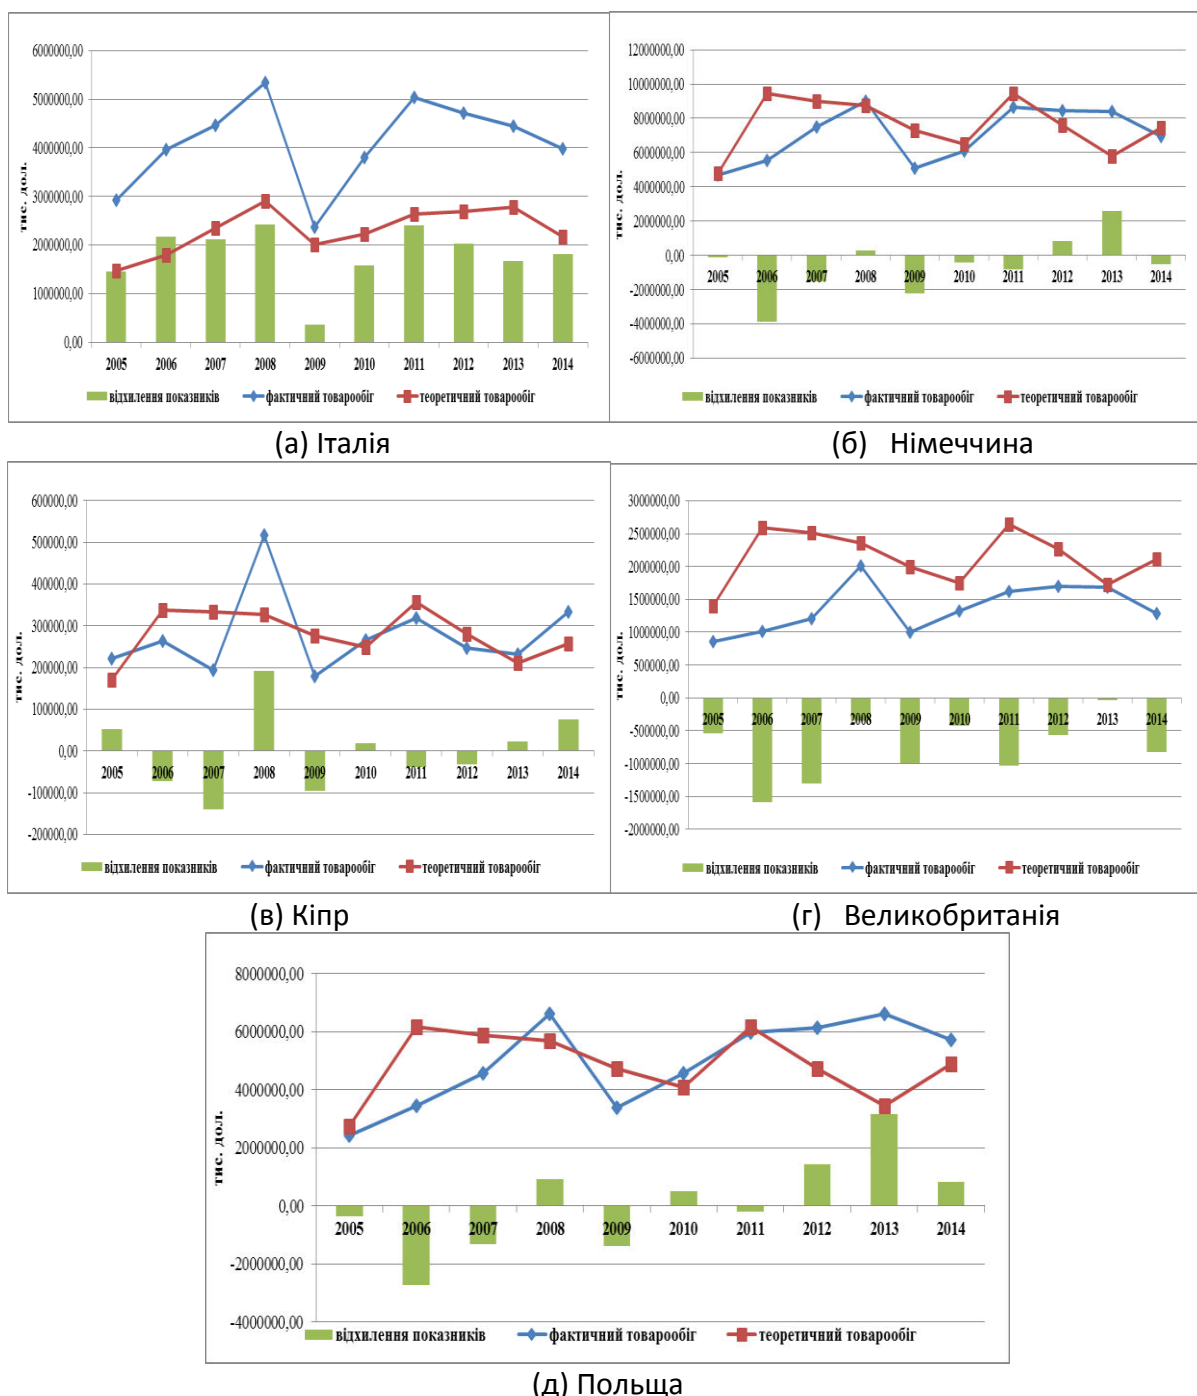 6000000,00
5000000,00
4000000,00
3000000,00
2000000,00
1000000,00
0,00
тис. дол.
2005 2006 2007 2008 2009 2010 2011 2012 2013 2014
відхилення показників фактичний товарообіг теоретичний товарообіг
(а) Італія
12000000,00
10000000,00
8000000,00
6000000,00
4000000,00
2000000,00
0,00
-2000000,00
-4000000,00
-6000000,00
тис. дол.
2005 2006 2007 2008 2009 2010 2011 2012 2013 2014
відхилення показників фактичний товарообіг теоретичний товарообіг
(б) Німеччина
600000,00
500000,00
400000,00
300000,00
200000,00
100000,00
0,00
-100000,00
-200000,00
тис. дол.
2005 2006 2007 2008 2009 2010 2011 2012 2013 2014
відхилення показників фактичний товарообіг теоретичний товарообіг
(в) Кіпр
3000000,00
2500000,00
2000000,00
1500000,00
1000000,00
500000,00
0,00
-500000,00
-1000000,00
-1500000,00
-2000000,00
тис. дол.
2005 2006 2007 2008 2009 2010 2011 2012 2013 2014
відхилення показників фактичний товарообіг теоретичний товарообіг
(г) Великобританія
8000000,00
6000000,00
4000000,00
2000000,00
0,00
-2000000,00
-4000000,00
тис. дол.
2005 2006 2007 2008 2009 2010 2011 2012 2013 2014
відхилення показників фактичний товарообіг теоретичний товарообіг
(д) Польща